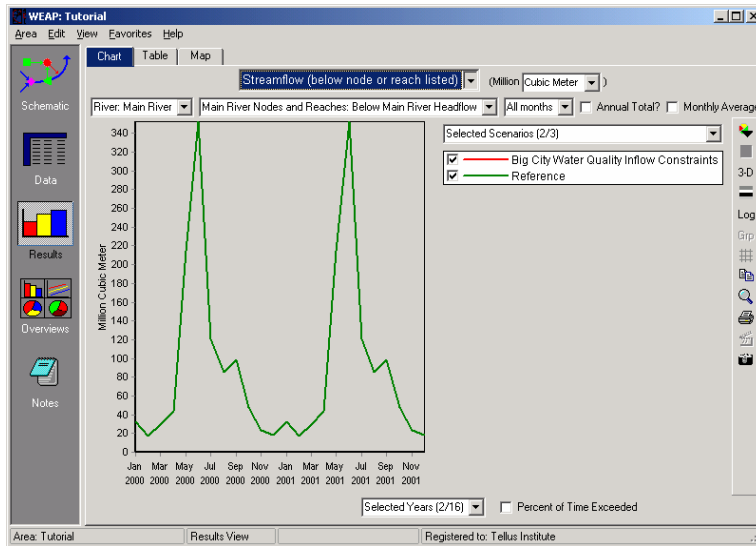 WEAP: Tutorial
Area Edit View Favorites Help
Chart Table Map
Streamflow (below node or reach listed) (Million Cubic Meter )
River: Main River Main River Nodes and Reaches: Below Main River Headflow All months Annual Total? Monthly Average
Selected Scenarios (2/3)
Big City Water Quality Inflow Constraints
Reference
Schematic
Data
Results
Overviews
Notes
3-D
Log
Grp
Million Cubic Meter
340
320
300
280
260
240
220
200
180
160
140
120
100
80
60
40
20
0
Jan Mar May Jul Sep Nov Jan Mar May Jul Sep Nov
2000 2000 2000 2000 2000 2000 2001 2001 2001 2001 2001 2001
Selected Years (2/16) Percent of Time Exceeded
Area: Tutorial Results View Registered to: Tellus Institute